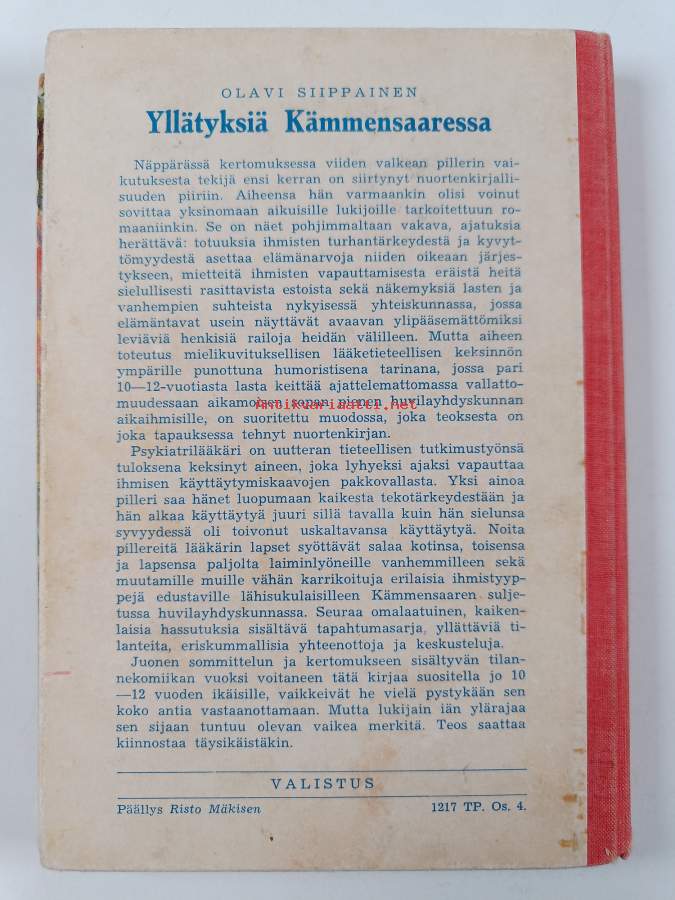 OLAVI SIIPPAINEN
Yllätyksiä Kämmensaaressa
Näppärässä kertomuksessa viiden valkean pillerin vai-
kutuksesta tekijä ensi kerran on siirtynyt nuortenkirjalli-
suuden piiriin. Aiheensa hän varmaankin olisi voinut
sovittaa yksinomaan aikuisille lukijoille tarkoitettuun ro-
maaniinkin. Se on näet pohjimmaltaan vakava, ajatuksia
herättävä: totuuksia ihmisten turhantärkeydestä ja kyvyt-
tömyydestä asettaa elämänarvoja niiden oikeaan järjes-
tykseen, mietteitä ihmisten vapauttamisesta eräistä heitä
sielullisesti rasittavista estoista sekä näkemyksiä lasten ja
vanhempien suhteista nykyisessä yhteiskunnassa, jossa
elämäntavat usein näyttävät avaavan ylipääsemättömiksi
leviäviä henkisiä railoja heidän välilleen. Mutta aiheen
toteutus mielikuvituksellisen lääketieteellisen keksinnön
ympärille punottuna humoristisena tarinana, jossa pari
10—12-vuotiasta lasta keittää ajattelemattomassa vallatto-
muudessaan aikamoisen sopan pienen huvilayhdyskunnan
Antikvariaatti.net
aikaihmisille, on suoritettu muodossa, joka teoksesta on
joka tapauksessa tehnyt nuortenkirjan.
Psykiatrilääkäri on uutteran tieteellisen tutkimustyönsä
tuloksena keksinyt aineen, joka lyhyeksi ajaksi vapauttaa
ihmisen käyttäytymiskaavojen pakkovallasta. Yksi ainoa
pilleri saa hänet luopumaan kaikesta tekotärkeydestään ja
hän alkaa käyttäytyä juuri sillä tavalla kuin hän sielunsa
syvyydessä oli toivonut uskaltavansa käyttäytyä. Noita
pillereitä lääkärin lapset syöttävät salaa kotinsa, toisensa
ja lapsensa paljolta laiminlyöneille vanhemmilleen sekä
muutamille muille vähän karrikoituja erilaisia ihmistyyp-
pejä edustaville lähisukulaisilleen Kämmensaaren sulje-
tussa huvilayhdyskunnassa. Seuraa omalaatuinen, kaiken-
laisia hassutuksia sisältävä tapahtumasarja, yllättäviä ti-
lanteita, eriskummallisia yhteenottoja ja keskusteluja.
Juonen sommittelun ja kertomukseen sisältyvän tilan-
nekomiikan vuoksi voitaneen tätä kirjaa suositella jo 10
—12 vuoden ikäisille, vaikkeivät he vielä pystykään sen
koko antia vastaanottamaan. Mutta lukijain iän ylärajaa
sen sijaan tuntuu olevan vaikea merkitä. Teos saattaa
kiinnostaa täysikäistäkin.
VALISTUS
Päällys Risto Mäkisen 1217 TP. Os. 4.